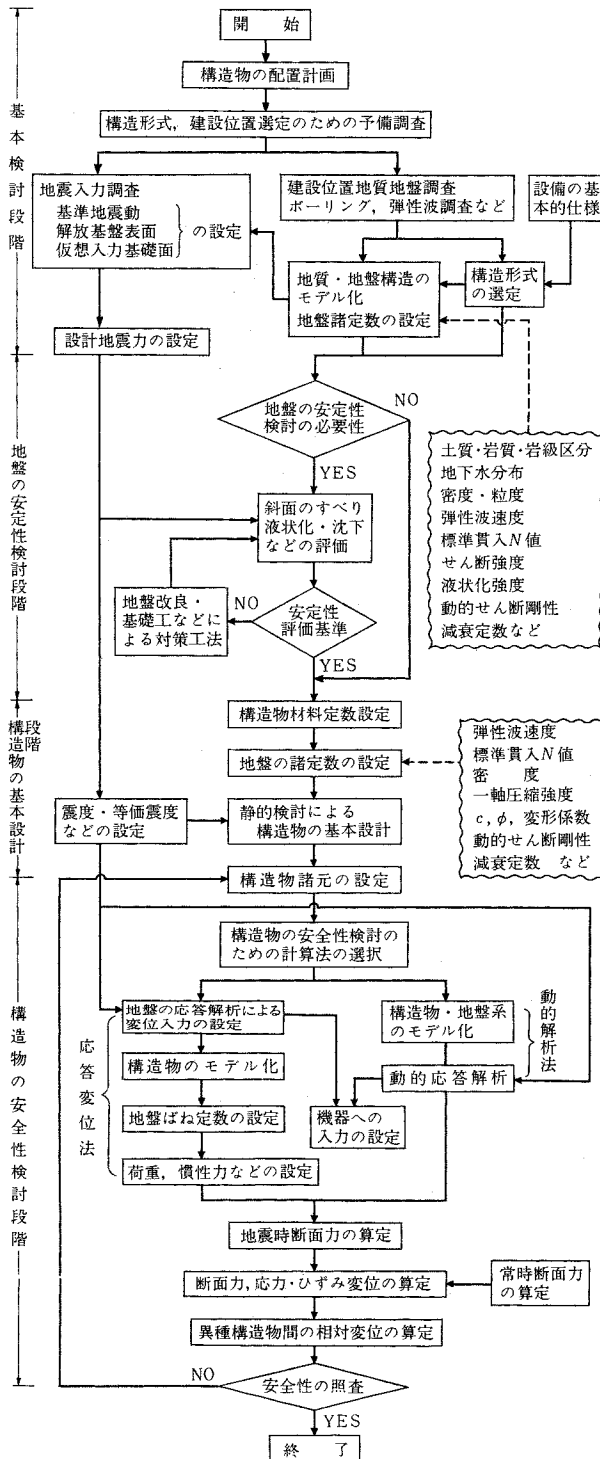 開 始
構造物の配置計画
構造形式，建設位置選定のための予備調査
基本検討段階
地震入力調査
基準地震動
解放基盤表面
仮想入力基礎面
の設定
建設位置地質地盤調査
ボーリング，弾性波調査など
設備の基
本的仕様
地質・地盤構造の
モデル化
地盤諸定数の設定
構造形式
の選定
設計地震力の設定
地盤の安定性検討段階
地盤の安定性
検討の必要性
NO
YES
土質・岩質・岩級区分
地下水分布
密度・粒度
弾性波速度
標準貫入N値
せん断強度
液状化強度
動的せん断剛性
減衰定数など
斜面のすべり
液状化・沈下
などの評価
地盤改良・
基礎工などに
よる対策工法
NO
安定性
評価基準
YES
構造物の基本設計
段階
構造物材料定数設定
地盤の諸定数の設定
弾性波速度
標準貫入N値
密 度
一軸圧縮強度
c, φ, 変形係数
動的せん断剛性
減衰定数 など
震度・等価震度
などの設定
静的検討による
構造物の基本設計
構造物諸元の設定
構造物の安全性検討段階
構造物の安全性検討の
ための計算法の選択
応答変位法
地盤の応答解析による
変位入力の設定
構造物のモデル化
地盤ばね定数の設定
荷重，慣性力などの設定
構造物・地盤系
のモデル化
動的解析法
動的応答解析
機器への
入力の設定
地震時断面力の算定
断面力，応力・ひずみ変位の算定
常時断面力
の算定
異種構造物間の相対変位の算定
NO
安全性の照査
YES
終 了